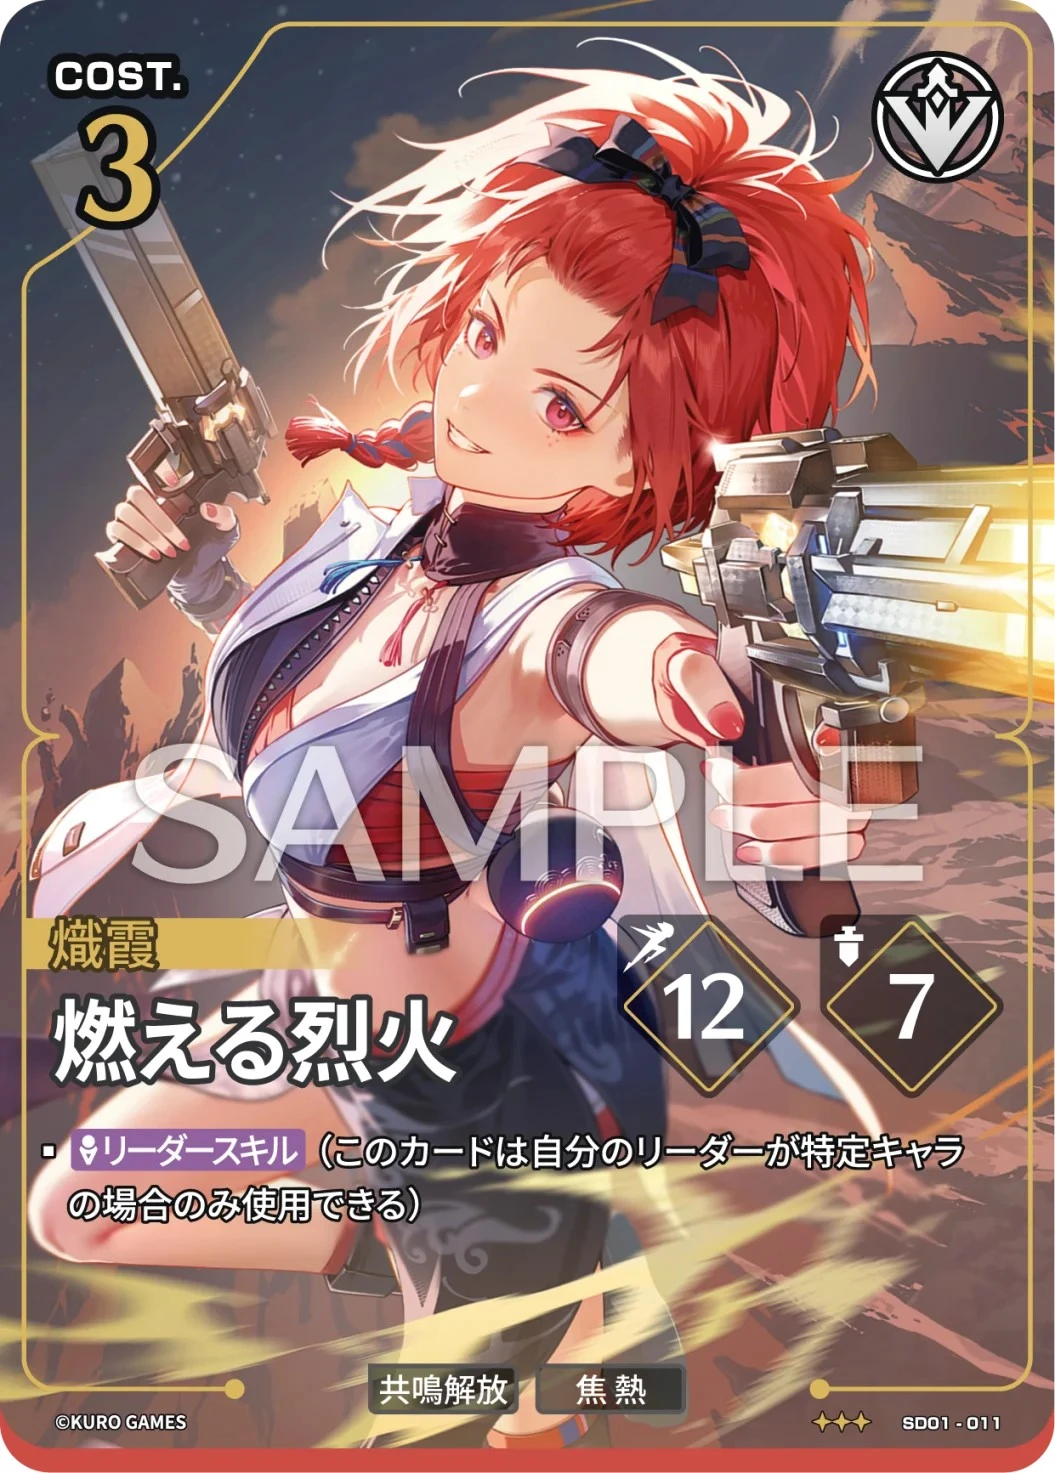 COST.
3
SAMPLE
熾霞
燃える烈火
12
7
▪ リーダースキル（このカードは自分のリーダーが特定キャラ
の場合のみ使用できる）
共鳴解放
焦熱
©KURO GAMES
SD01 - 011